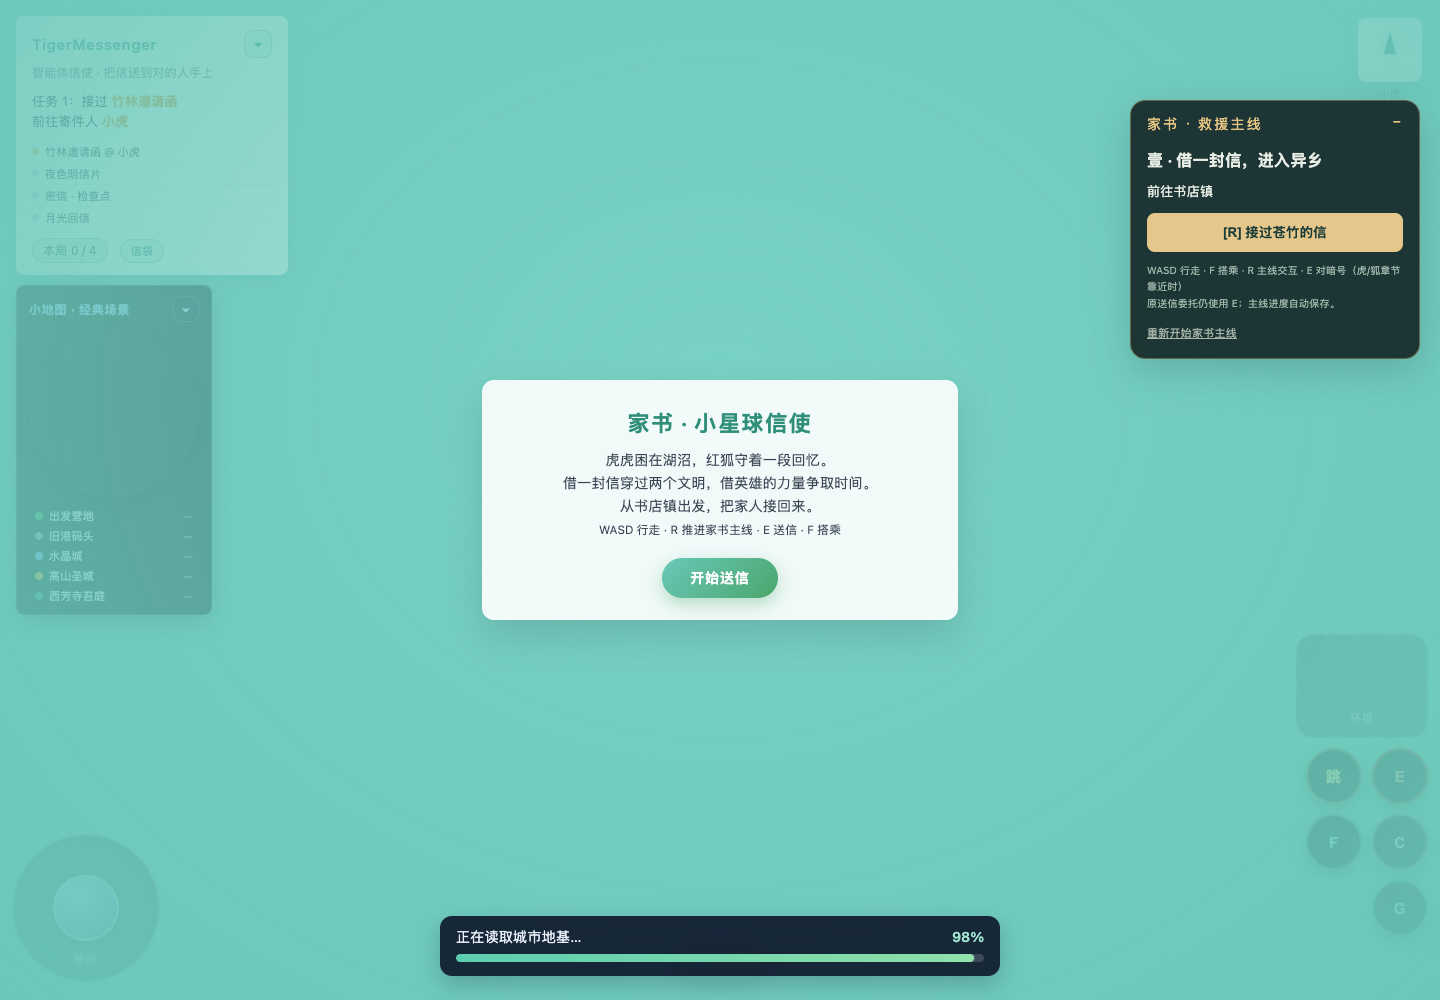 TigerMessenger
智能体信使 · 把信送到对的人手上
任务 1：接过 竹林邀请函
前往寄件人 小虎
竹林邀请函 @ 小虎
夜色明信片
密信 · 检查点
月光回信
本局 0 / 4
信袋
小地图 · 经典场景
出发营地 —
旧港码头 —
水晶城 —
高山圣城 —
西芳寺苔庭 —
移动
家书 · 小星球信使
虎虎困在湖沼，红狐守着一段回忆。
借一封信穿过两个文明，借英雄的力量争取时间。
从书店镇出发，把家人接回来。
WASD 行走 · R 推进家书主线 · E 送信 · F 搭乘
开始送信
正在读取城市地基... 98%
小虎
家书 · 救援主线 –
壹 · 借一封信，进入异乡
前往书店镇
[R] 接过苍竹的信
WASD 行走 · F 搭乘 · R 主线交互 · E 对暗号（虎/狐章节
靠近时）
原送信委托仍使用 E；主线进度自动保存。
重新开始家书主线
环视
跳 E
F C
G